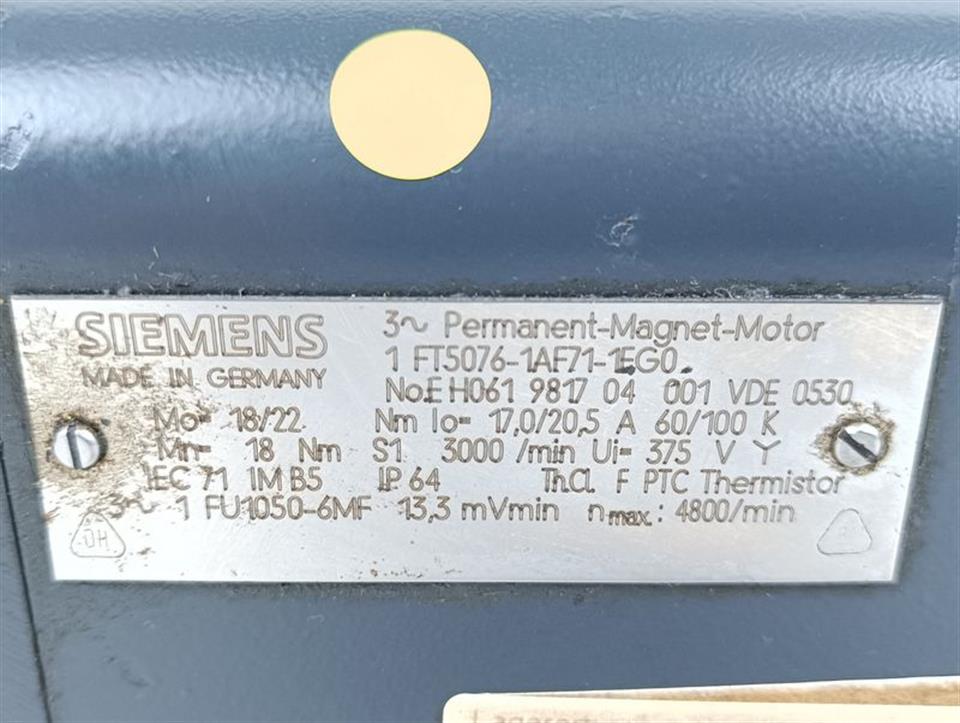 SIEMENS
MADE IN GERMANY
3~ Permanent-Magnet-Motor
1 FT5076-1AF71-1EG0
No.E H061 9817 04 001 VDE 0530
Mo= 18/22 Nm Io= 17,0/20,5 A 60/100 K
Mn= 18 Nm S1 3000 /min Ui= 375 V Y
IEC 71 IM B5 IP 64 Th.Cl. F PTC Thermistor
3~ 1 FU1050-6MF 13,3 mVmin nmax.: 4800/min
OH